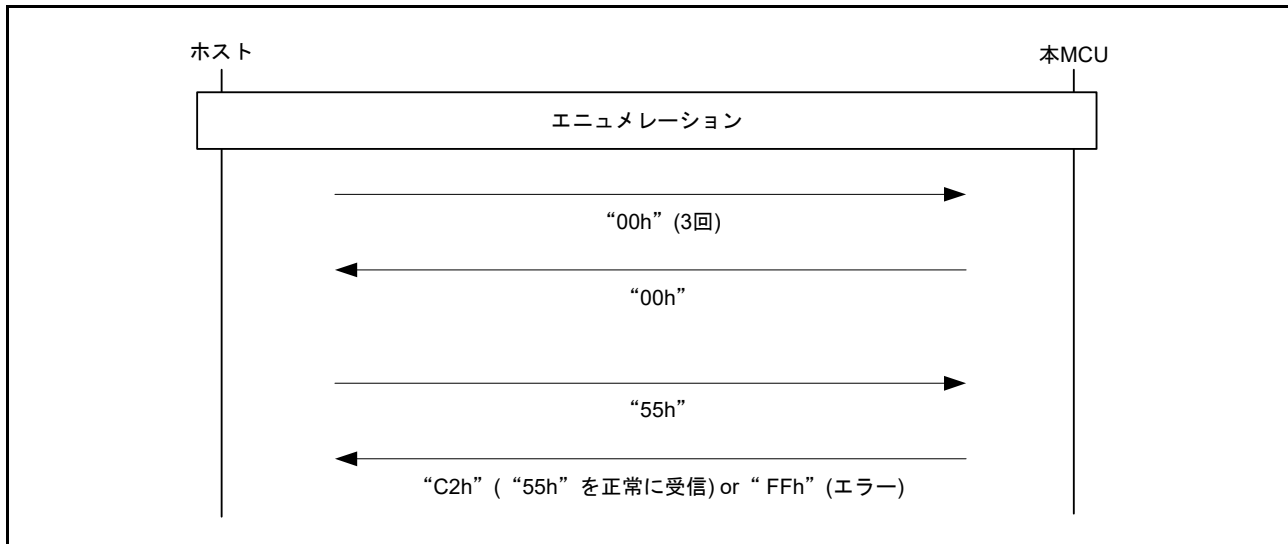 ホスト 本MCU
エニュメレーション
“00h” (3回)
“00h”
“55h”
“C2h” ( “55h” を正常に受信) or “ FFh” (エラー)